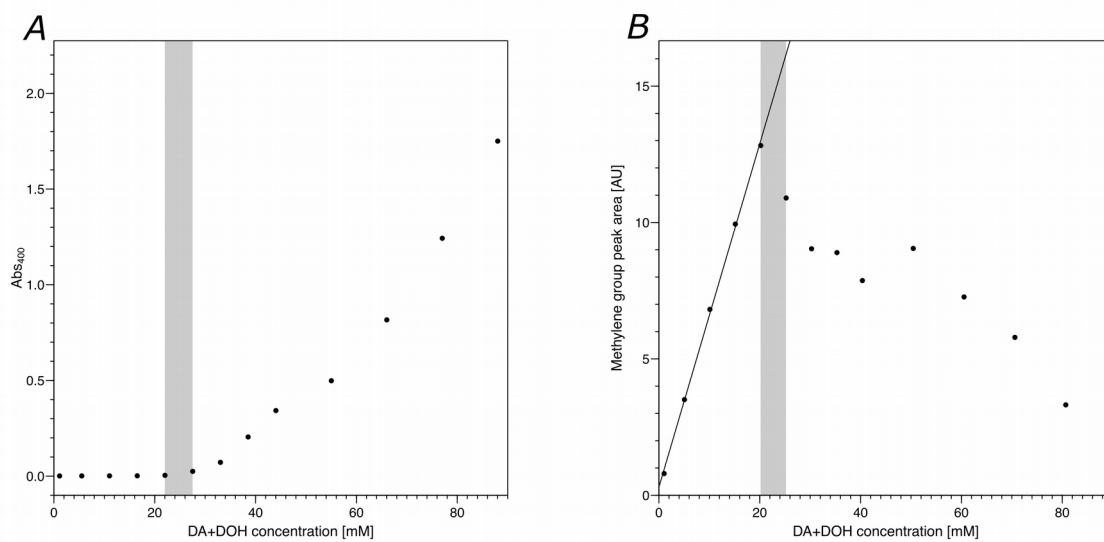 A
2.0
1.5
1.0
0.5
0.0
0 20 40 60 80
Abs400
DA+DOH concentration [mM]
B
15
10
5
0
0 20 40 60 80
Methylene group peak area [AU]
DA+DOH concentration [mM]